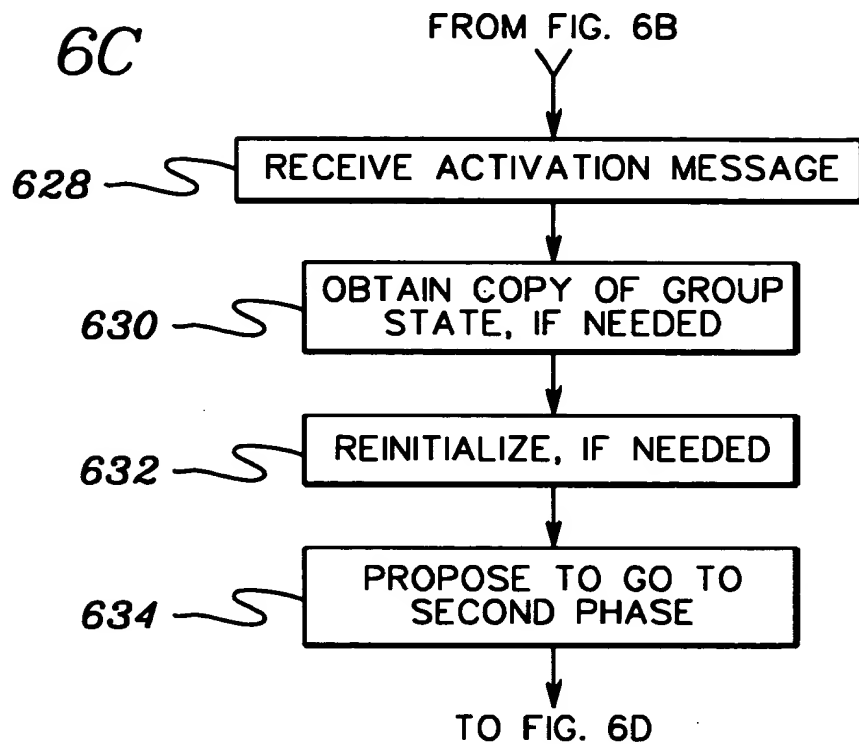 6C
FROM FIG. 6B
628
RECEIVE ACTIVATION MESSAGE
630
OBTAIN COPY OF GROUP
STATE, IF NEEDED
632
REINITIALIZE, IF NEEDED
634
PROPOSE TO GO TO
SECOND PHASE
TO FIG. 6D